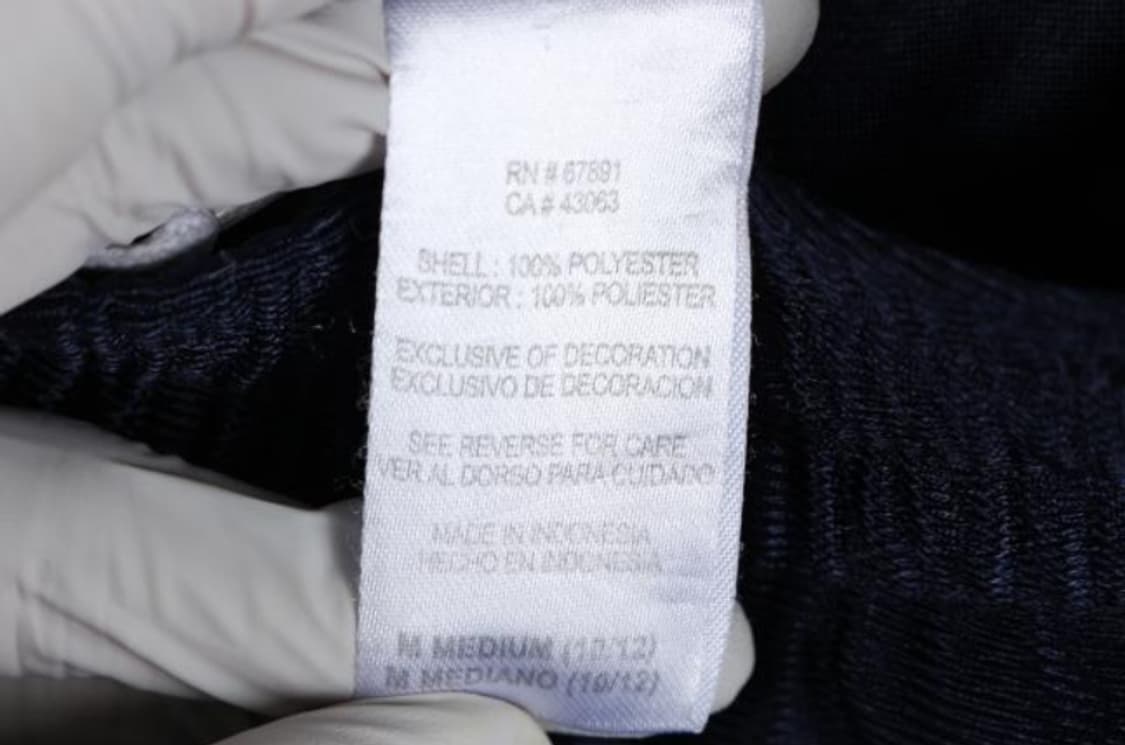 RN # 67891
CA # 43063
SHELL : 100% POLYESTER
EXTERIOR : 100% POLIESTER
EXCLUSIVE OF DECORATION
EXCLUSIVO DE DECORACION
SEE REVERSE FOR CARE
VER AL DORSO PARA CUIDADO
MADE IN INDONESIA
HECHO EN INDONESIA
M MEDIUM (10/12)
M MEDIANO (10/12)